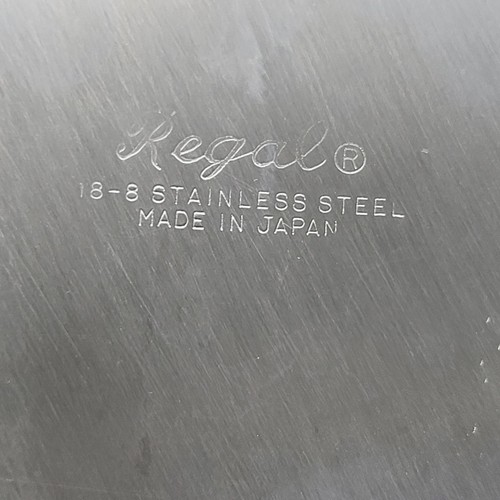 Regal®
18-8 STAINLESS STEEL
MADE IN JAPAN